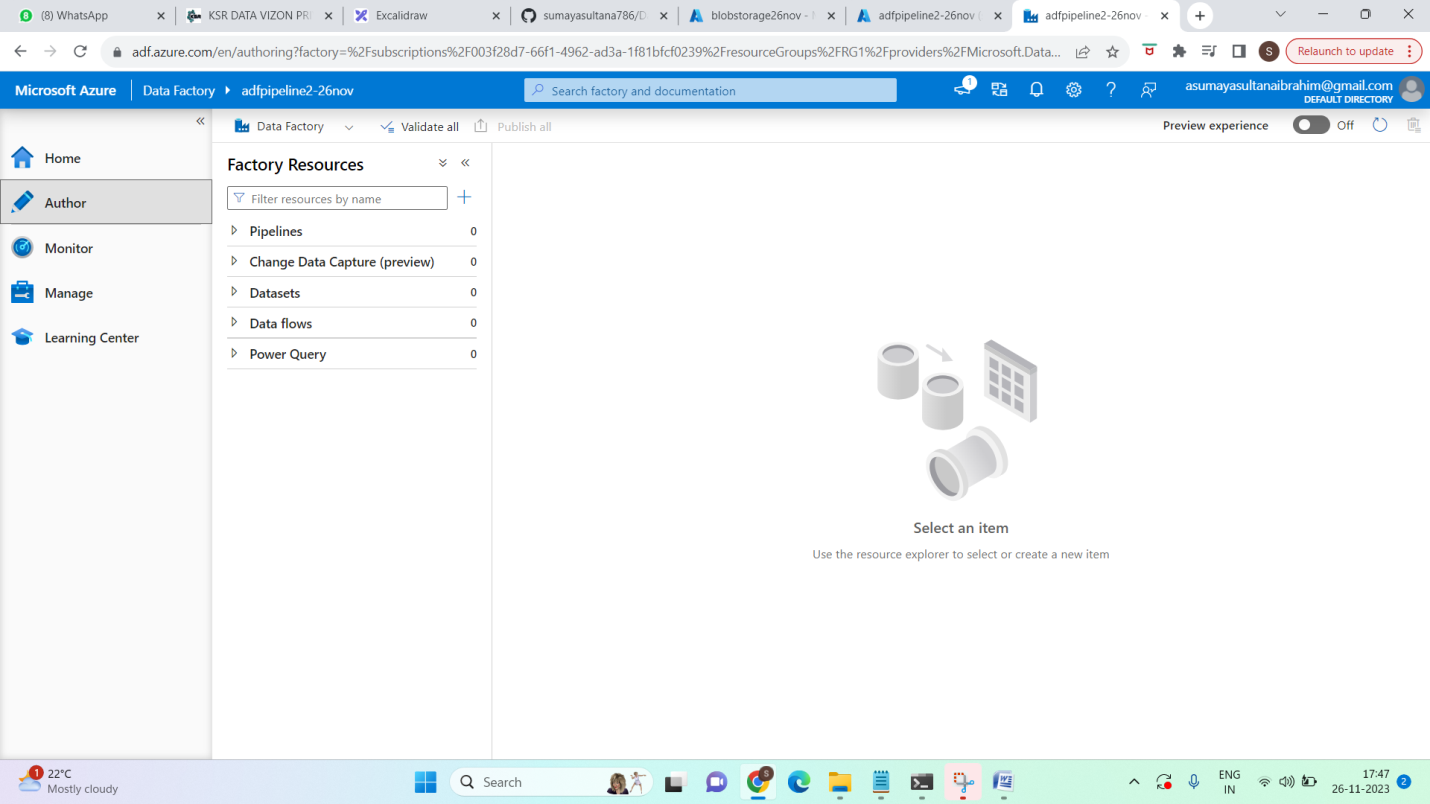 (8) WhatsApp
KSR DATA VIZON PR
Excalidraw
sumayasultana786/D
blobstorage26nov - M
adfpipeline2-26nov
adfpipeline2-26nov -
adf.azure.com/en/authoring?factory=%2Fsubscriptions%2F003f28d7-66f1-4962-ad3a-1f81bfcf0239%2FresourceGroups%2FRG1%2Fproviders%2FMicrosoft.Data...
S
Relaunch to update
Microsoft Azure
Data Factory
adfpipeline2-26nov
Search factory and documentation
1
asumayasultanaibrahim@gmail.com
DEFAULT DIRECTORY
Data Factory
Validate all
Publish all
Preview experience
Off
Home
Author
Monitor
Manage
Learning Center
Factory Resources
Filter resources by name
Pipelines 0
Change Data Capture (preview) 0
Datasets 0
Data flows 0
Power Query 0
Select an item
Use the resource explorer to select or create a new item
1
22°C
Mostly cloudy
Search
S
ENG
IN
17:47
26-11-2023
2